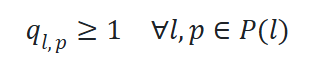 q_{l,p} ≥ 1 ∀l, p ∈ P(l)